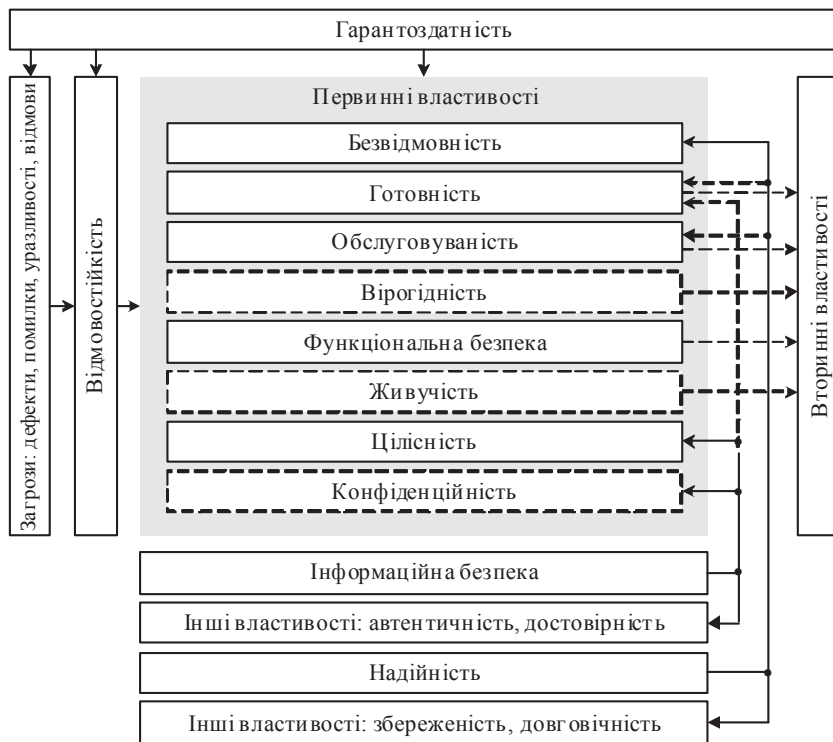 Гарантоздатність
Загрози: дефекти, помилки, уразливості, відмови
Відмовостійкість
Первинні властивості
Безвідмовність
Готовність
Обслуговуваність
Вірогідність
Функціональна безпека
Живучість
Цілісність
Конфіденційність
Вторинні властивості
Інформаційна безпека
Інші властивості: автентичність, достовірність
Надійність
Інші властивості: збереженість, довговічність